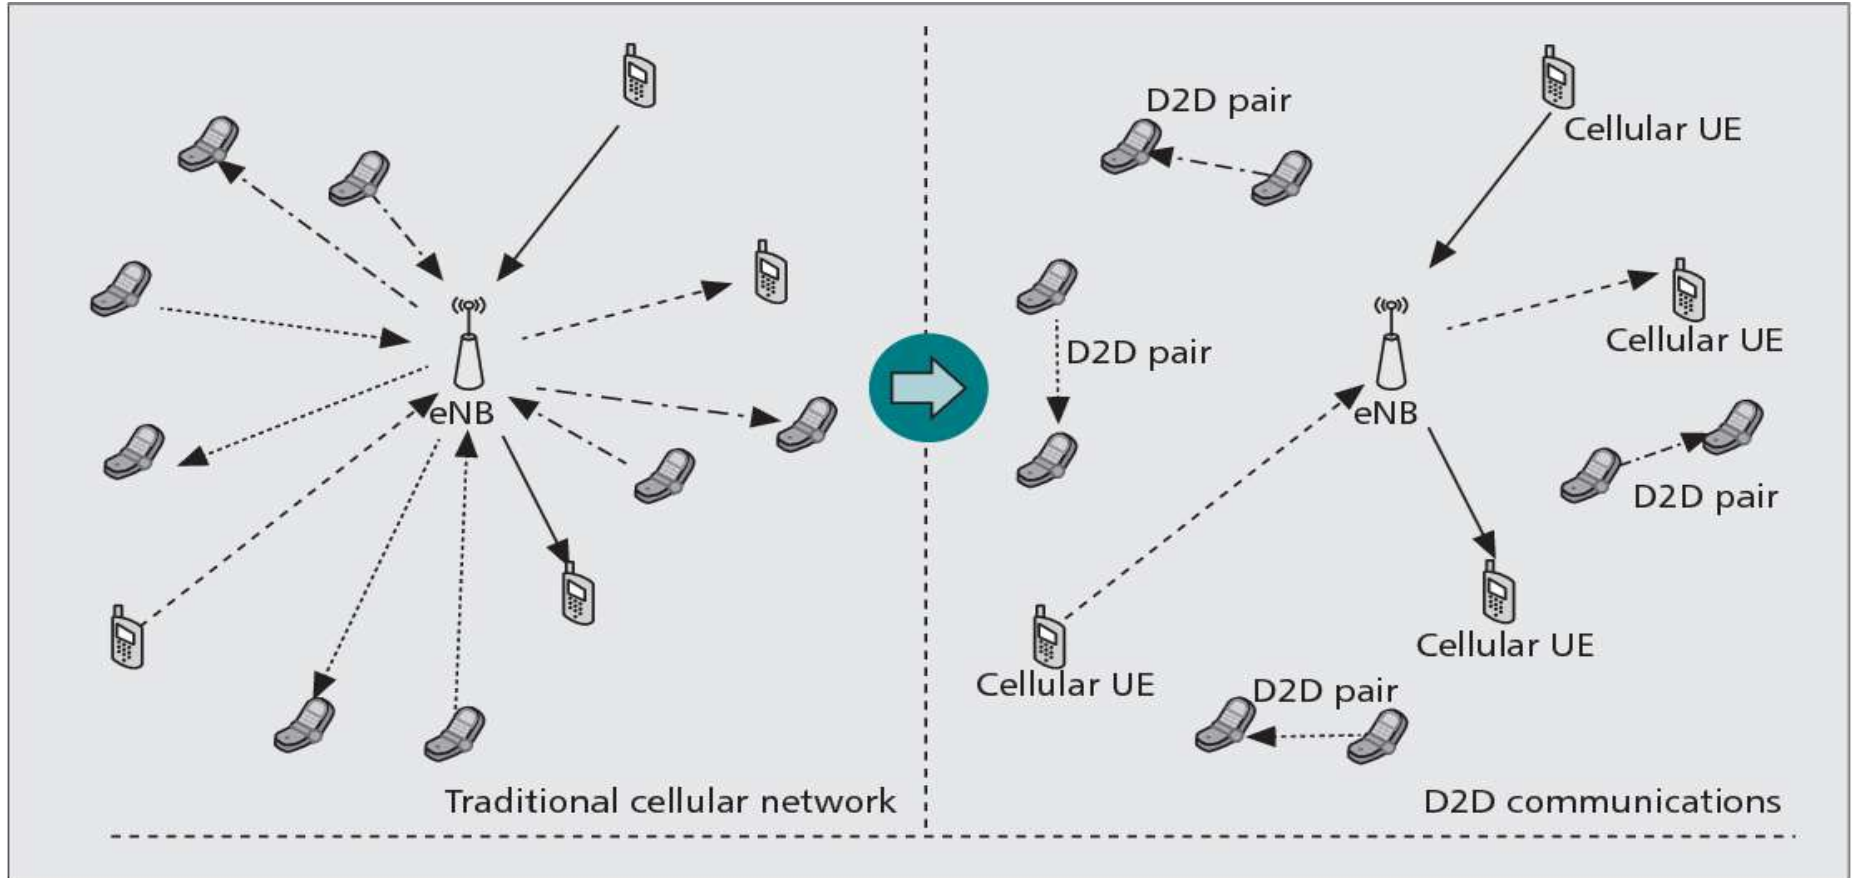 eNB
Traditional cellular network
D2D pair
Cellular UE
D2D pair
Cellular UE
eNB
D2D pair
Cellular UE
Cellular UE
D2D pair
D2D communications